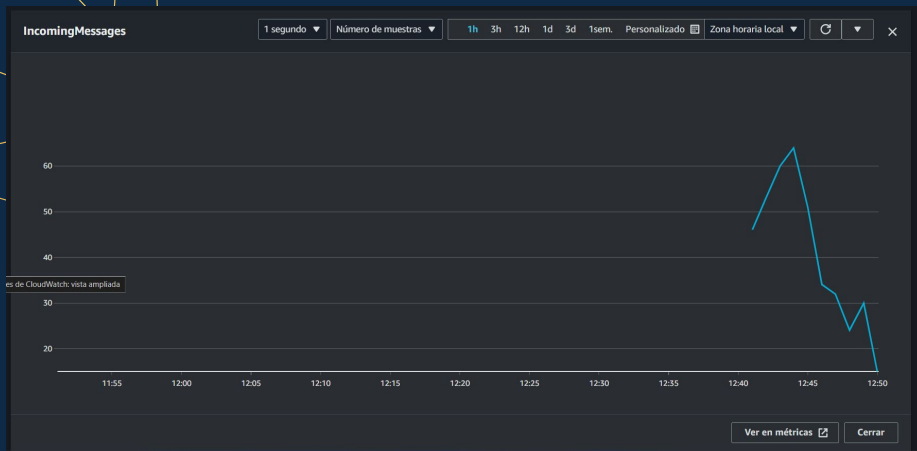 IncomingMessages
1 segundo ▼ Número de muestras ▼ 1h 3h 12h 1d 3d 1sem. Personalizado Zona horaria local ▼
60
50
40
es de CloudWatch: vista ampliada
30
20
11:55 12:00 12:05 12:10 12:15 12:20 12:25 12:30 12:35 12:40 12:45 12:50
Ver en métricas Cerrar